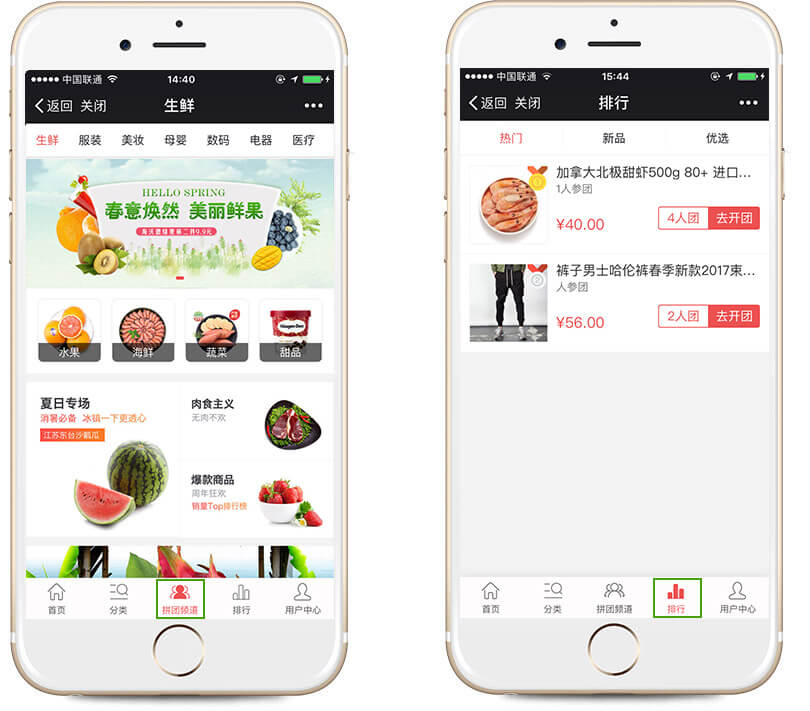 中国联通
14:40
返回 关闭
生鲜
生鲜 服装 美妆 母婴 数码 电器 医疗
HELLO SPRING
春意焕然 美丽鲜果
每天尝鲜第二件9.9元
水果 海鲜 蔬菜 甜品
夏日专场
消暑必备 冰镇一下更透心
江苏东台沙瓤瓜
肉食主义
无肉不欢
爆款商品
周年狂欢
销量Top排行榜
首页 分类 拼团频道 排行 用户中心
中国联通
15:44
返回 关闭
排行
热门 新品 优选
加拿大北极甜虾500g 80+ 进口...
1人参团
¥40.00
4人团 去开团
裤子男士哈伦裤春季新款2017束...
人参团
¥56.00
2人团 去开团
首页 分类 拼团频道 排行 用户中心